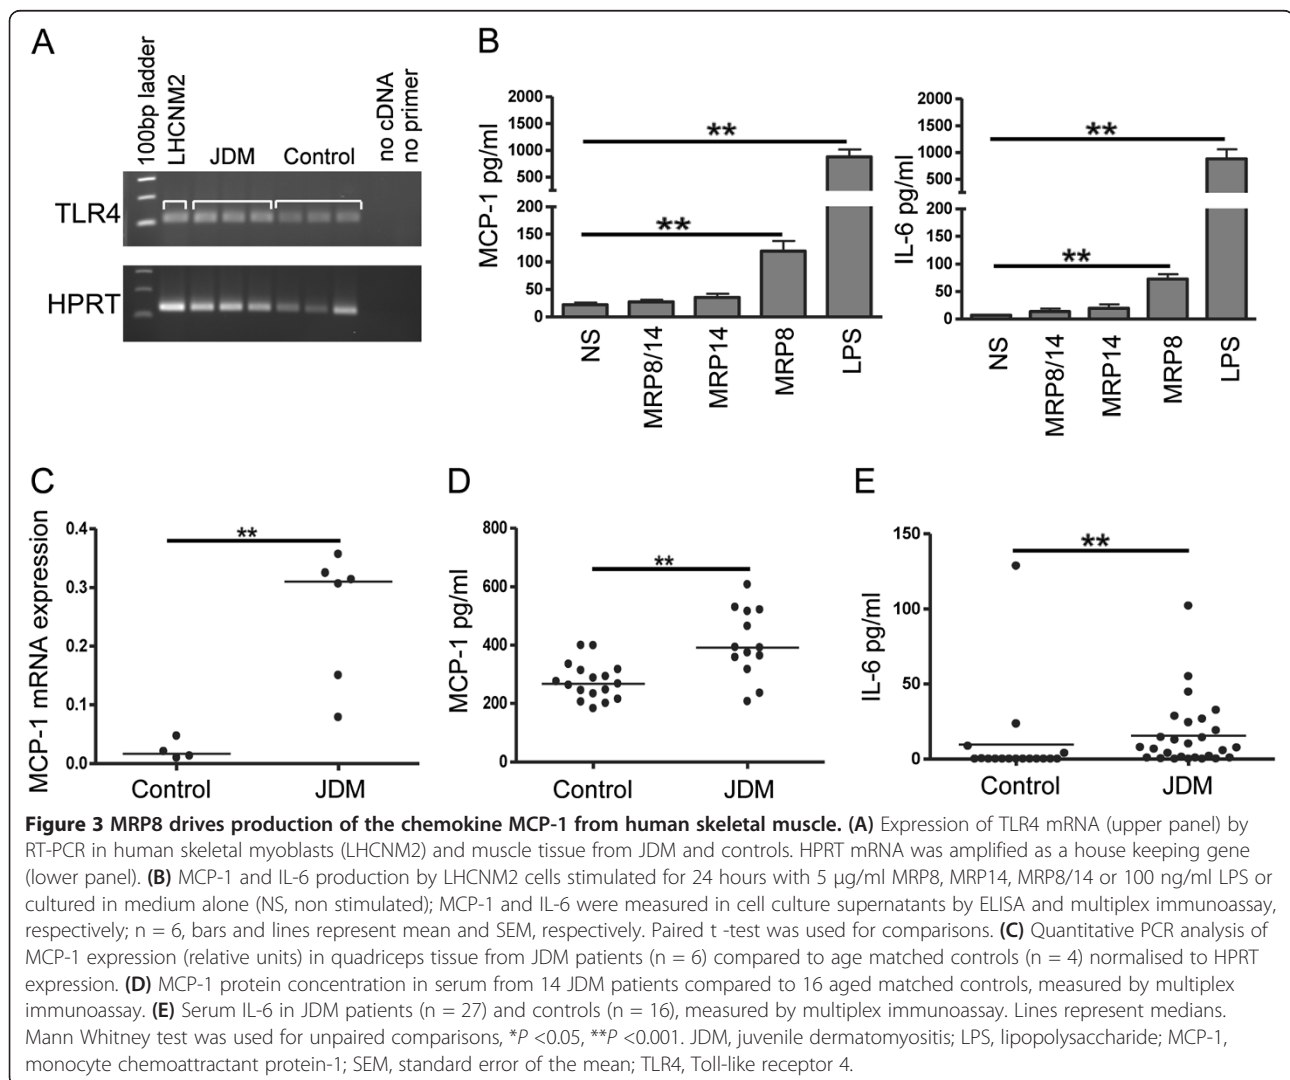 A
100bp ladder
LHCNM2
JDM
Control
no cDNA
no primer
TLR4
HPRT
B
MCP-1 pg/ml
2000
1500
1000
500
200
150
100
50
0
**
**
NS
MRP8/14
MRP14
MRP8
LPS
IL-6 pg/ml
2000
1500
1000
500
200
150
100
50
0
**
**
NS
MRP8/14
MRP14
MRP8
LPS
C
MCP-1 mRNA expression
0.4
0.3
0.2
0.1
0.0
**
Control
JDM
D
MCP-1 pg/ml
800
600
400
200
0
**
Control
JDM
E
IL-6 pg/ml
150
100
50
0
**
Control
JDM
Figure 3 MRP8 drives production of the chemokine MCP-1 from human skeletal muscle. (A) Expression of TLR4 mRNA (upper panel) by
RT-PCR in human skeletal myoblasts (LHCNM2) and muscle tissue from JDM and controls. HPRT mRNA was amplified as a house keeping gene
(lower panel). (B) MCP-1 and IL-6 production by LHCNM2 cells stimulated for 24 hours with 5 μg/ml MRP8, MRP14, MRP8/14 or 100 ng/ml LPS or
cultured in medium alone (NS, non stimulated); MCP-1 and IL-6 were measured in cell culture supernatants by ELISA and multiplex immunoassay,
respectively; n = 6, bars and lines represent mean and SEM, respectively. Paired t -test was used for comparisons. (C) Quantitative PCR analysis of
MCP-1 expression (relative units) in quadriceps tissue from JDM patients (n = 6) compared to age matched controls (n = 4) normalised to HPRT
expression. (D) MCP-1 protein concentration in serum from 14 JDM patients compared to 16 aged matched controls, measured by multiplex
immunoassay. (E) Serum IL-6 in JDM patients (n = 27) and controls (n = 16), measured by multiplex immunoassay. Lines represent medians.
Mann Whitney test was used for unpaired comparisons, *P <0.05, **P <0.001. JDM, juvenile dermatomyositis; LPS, lipopolysaccharide; MCP-1,
monocyte chemoattractant protein-1; SEM, standard error of the mean; TLR4, Toll-like receptor 4.